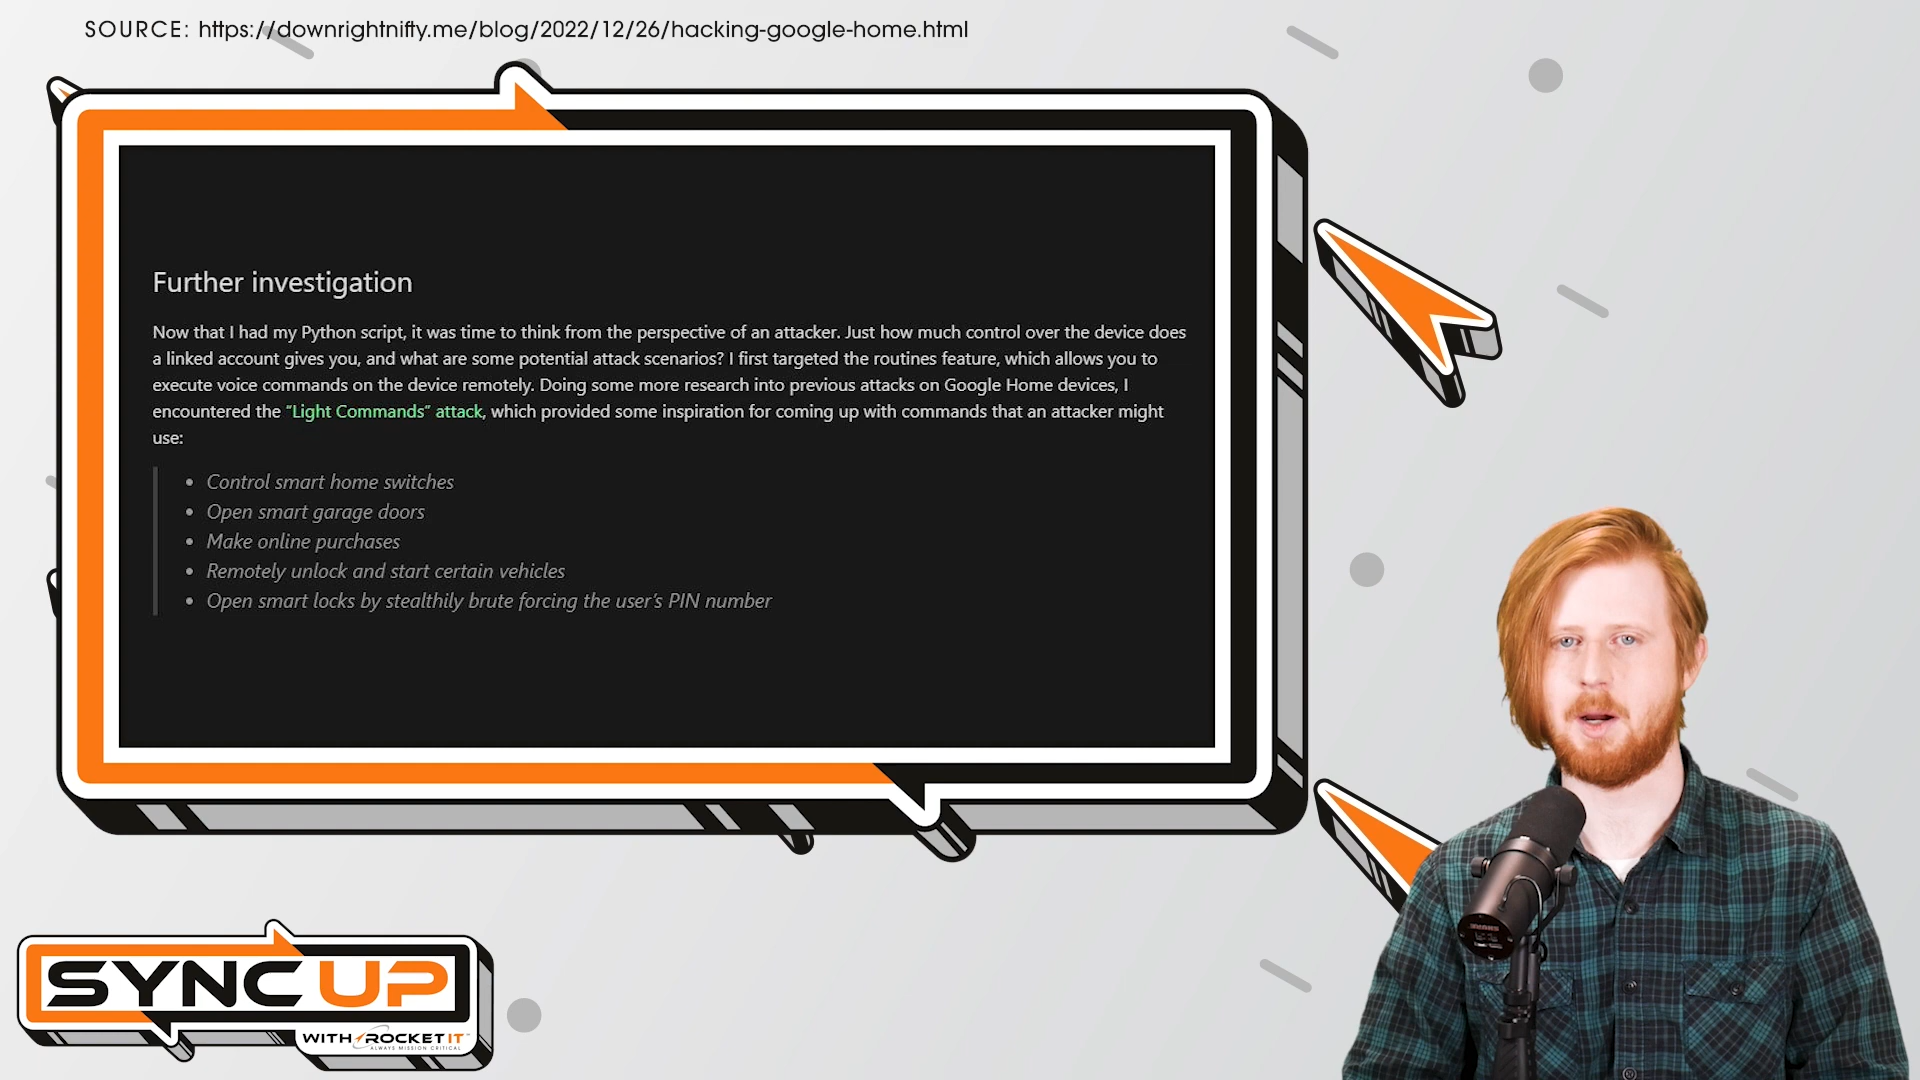 SOURCE: https://downrightnifty.me/blog/2022/12/26/hacking-google-home.html
Further investigation
Now that I had my Python script, it was time to think from the perspective of an attacker. Just how much control over the device does
a linked account gives you, and what are some potential attack scenarios? I first targeted the routines feature, which allows you to
execute voice commands on the device remotely. Doing some more research into previous attacks on Google Home devices, I
encountered the “Light Commands” attack, which provided some inspiration for coming up with commands that an attacker might
use:
• Control smart home switches
• Open smart garage doors
• Make online purchases
• Remotely unlock and start certain vehicles
• Open smart locks by stealthily brute forcing the user’s PIN number
SYNC UP
WITH ROCKET IT
ALWAYS MISSION CRITICAL
SHURE